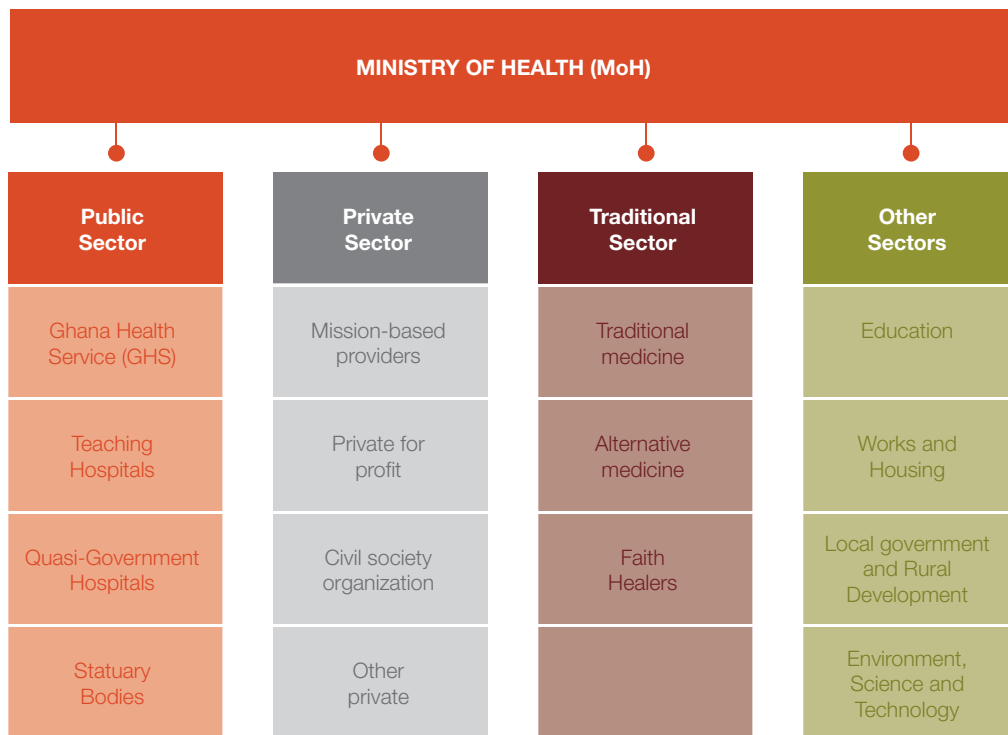 MINISTRY OF HEALTH (MoH)
Public
Sector
Ghana Health
Service (GHS)
Teaching
Hospitals
Quasi-Government
Hospitals
Statuary
Bodies
Private
Sector
Mission-based
providers
Private for
profit
Civil society
organization
Other
private
Traditional
Sector
Traditional
medicine
Alternative
medicine
Faith
Healers
Other
Sectors
Education
Works and
Housing
Local government
and Rural
Development
Environment,
Science and
Technology